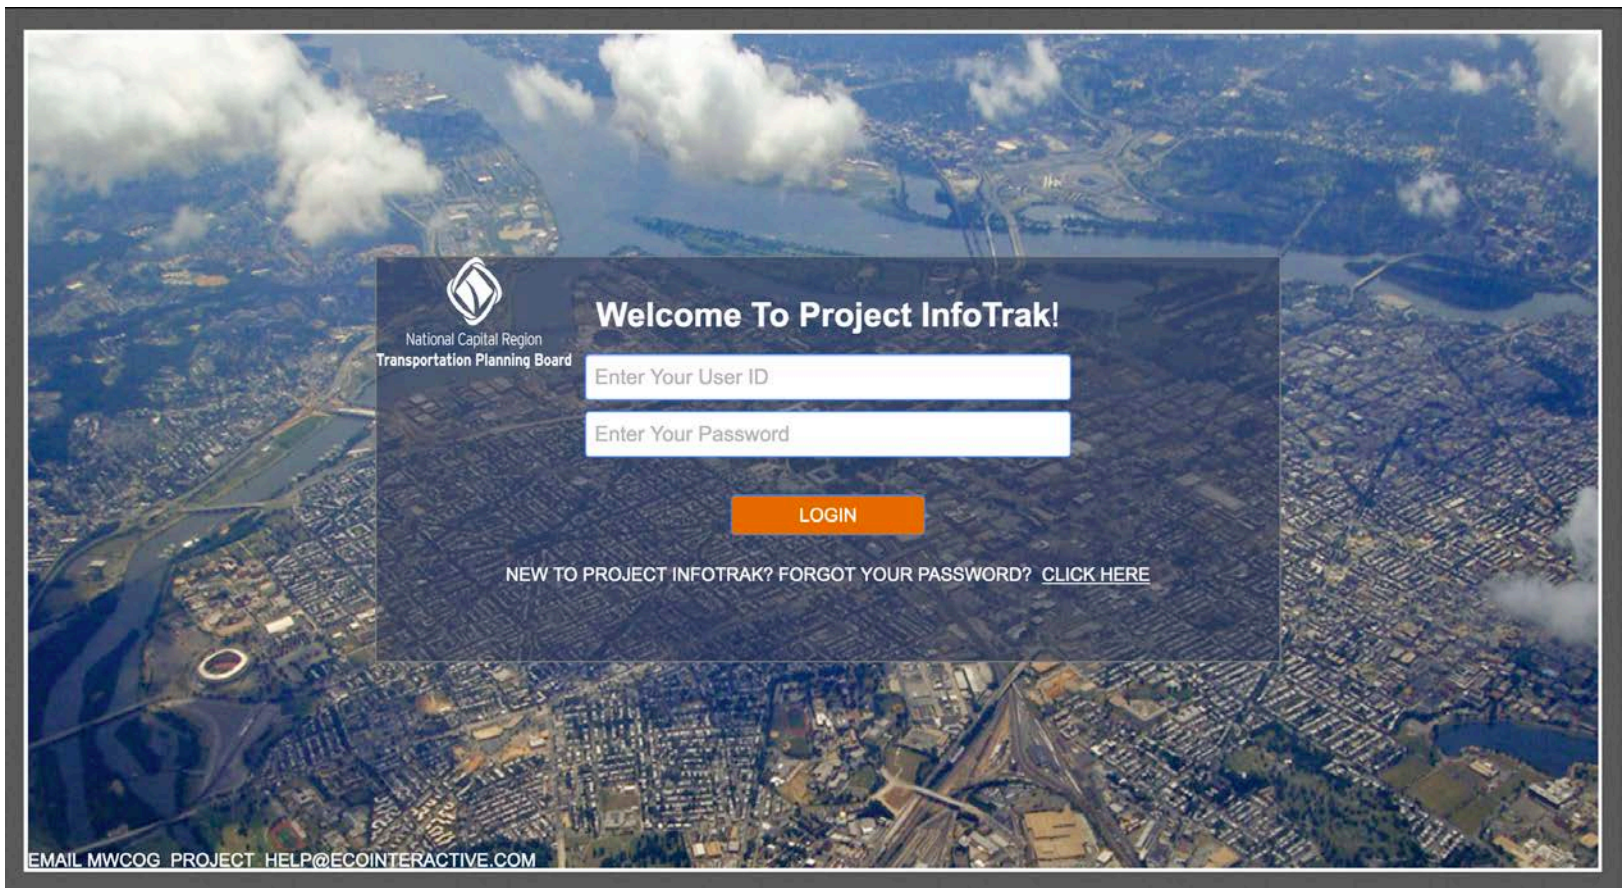 National Capital Region
Transportation Planning Board
Welcome To Project InfoTrak!
Enter Your User ID
Enter Your Password
LOGIN
NEW TO PROJECT INFOTRAK? FORGOT YOUR PASSWORD? CLICK HERE
EMAIL MWCOG_PROJECT_HELP@ECOINTERACTIVE.COM